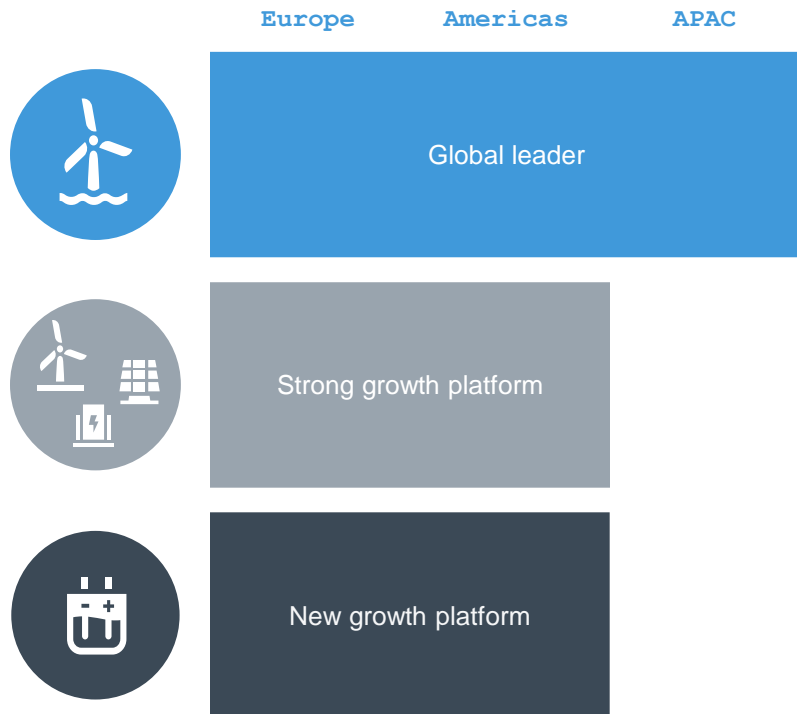 Europe Americas APAC
Global leader
Strong growth platform
New growth platform